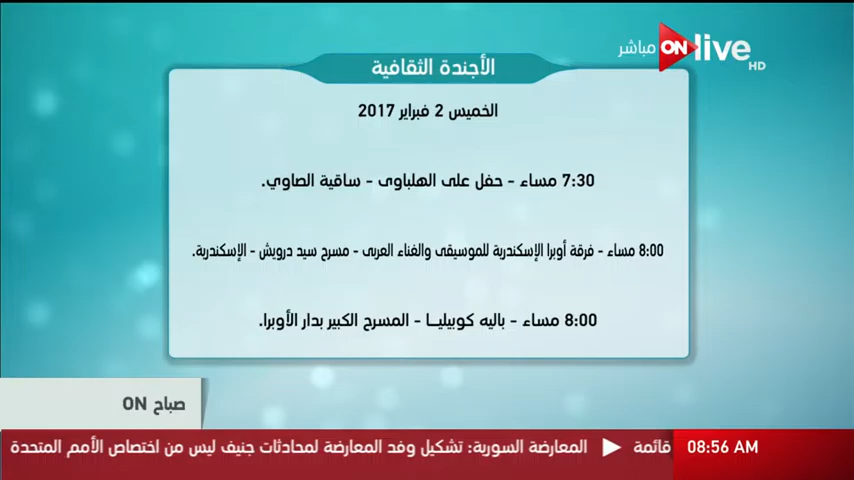 مباشر ON live
HD
الأجندة الثقافية
الخميس 2 فبراير 2017
7:30 مساء - حفل على الهلباوى - ساقية الصاوي.
8:00 مساء - فرقة أوبرا الإسكندرية للموسيقى والغناء العربى - مسرح سيد درويش - الإسكندرية.
8:00 مساء - باليه كوبيليــا - المسرح الكبير بدار الأوبرا.
صباح ON
08:56 AM
قائمة ◀ المعارضة السورية: تشكيل وفد المعارضة لمحادثات جنيف ليس من اختصاص الأمم المتحدة